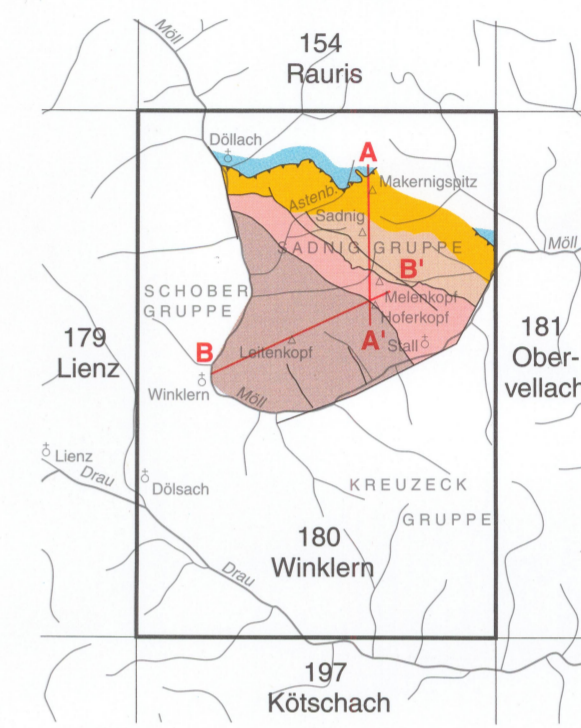 Möll
154
Rauris
Döllach
A
Makernigspitz
Astenb.
Sadnig
SADNIG GRUPPE
Möll
B'
SCHOBER
GRUPPE
Melenkopf
Hoferkopf
179
Lienz
181
Ober-
vellach
B
Leitenkopf
A'
Stall
Winklern
Möll
Lienz
Drau
Dölsach
KREUZECK
GRUPPE
180
Winklern
Drau
197
Kötschach